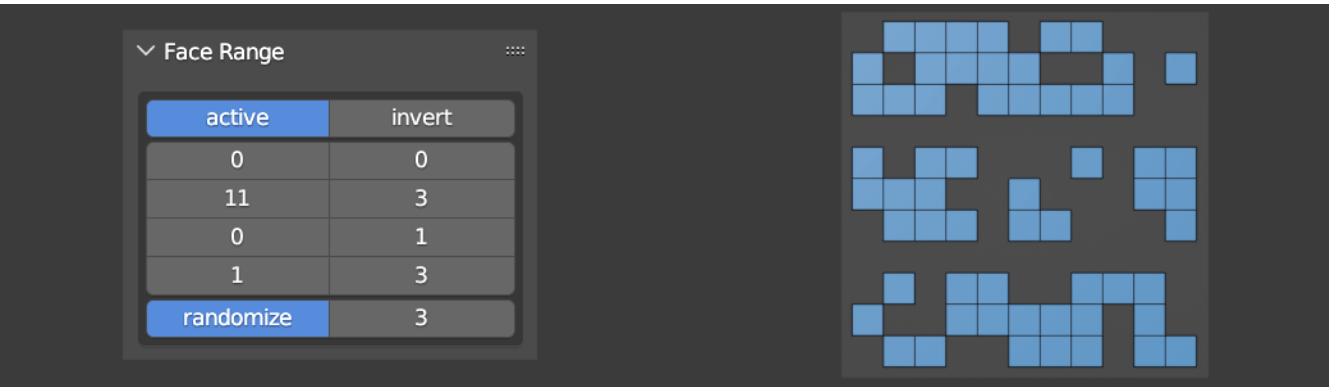 Face Range
active invert
0 0
11 3
0 1
1 3
randomize 3